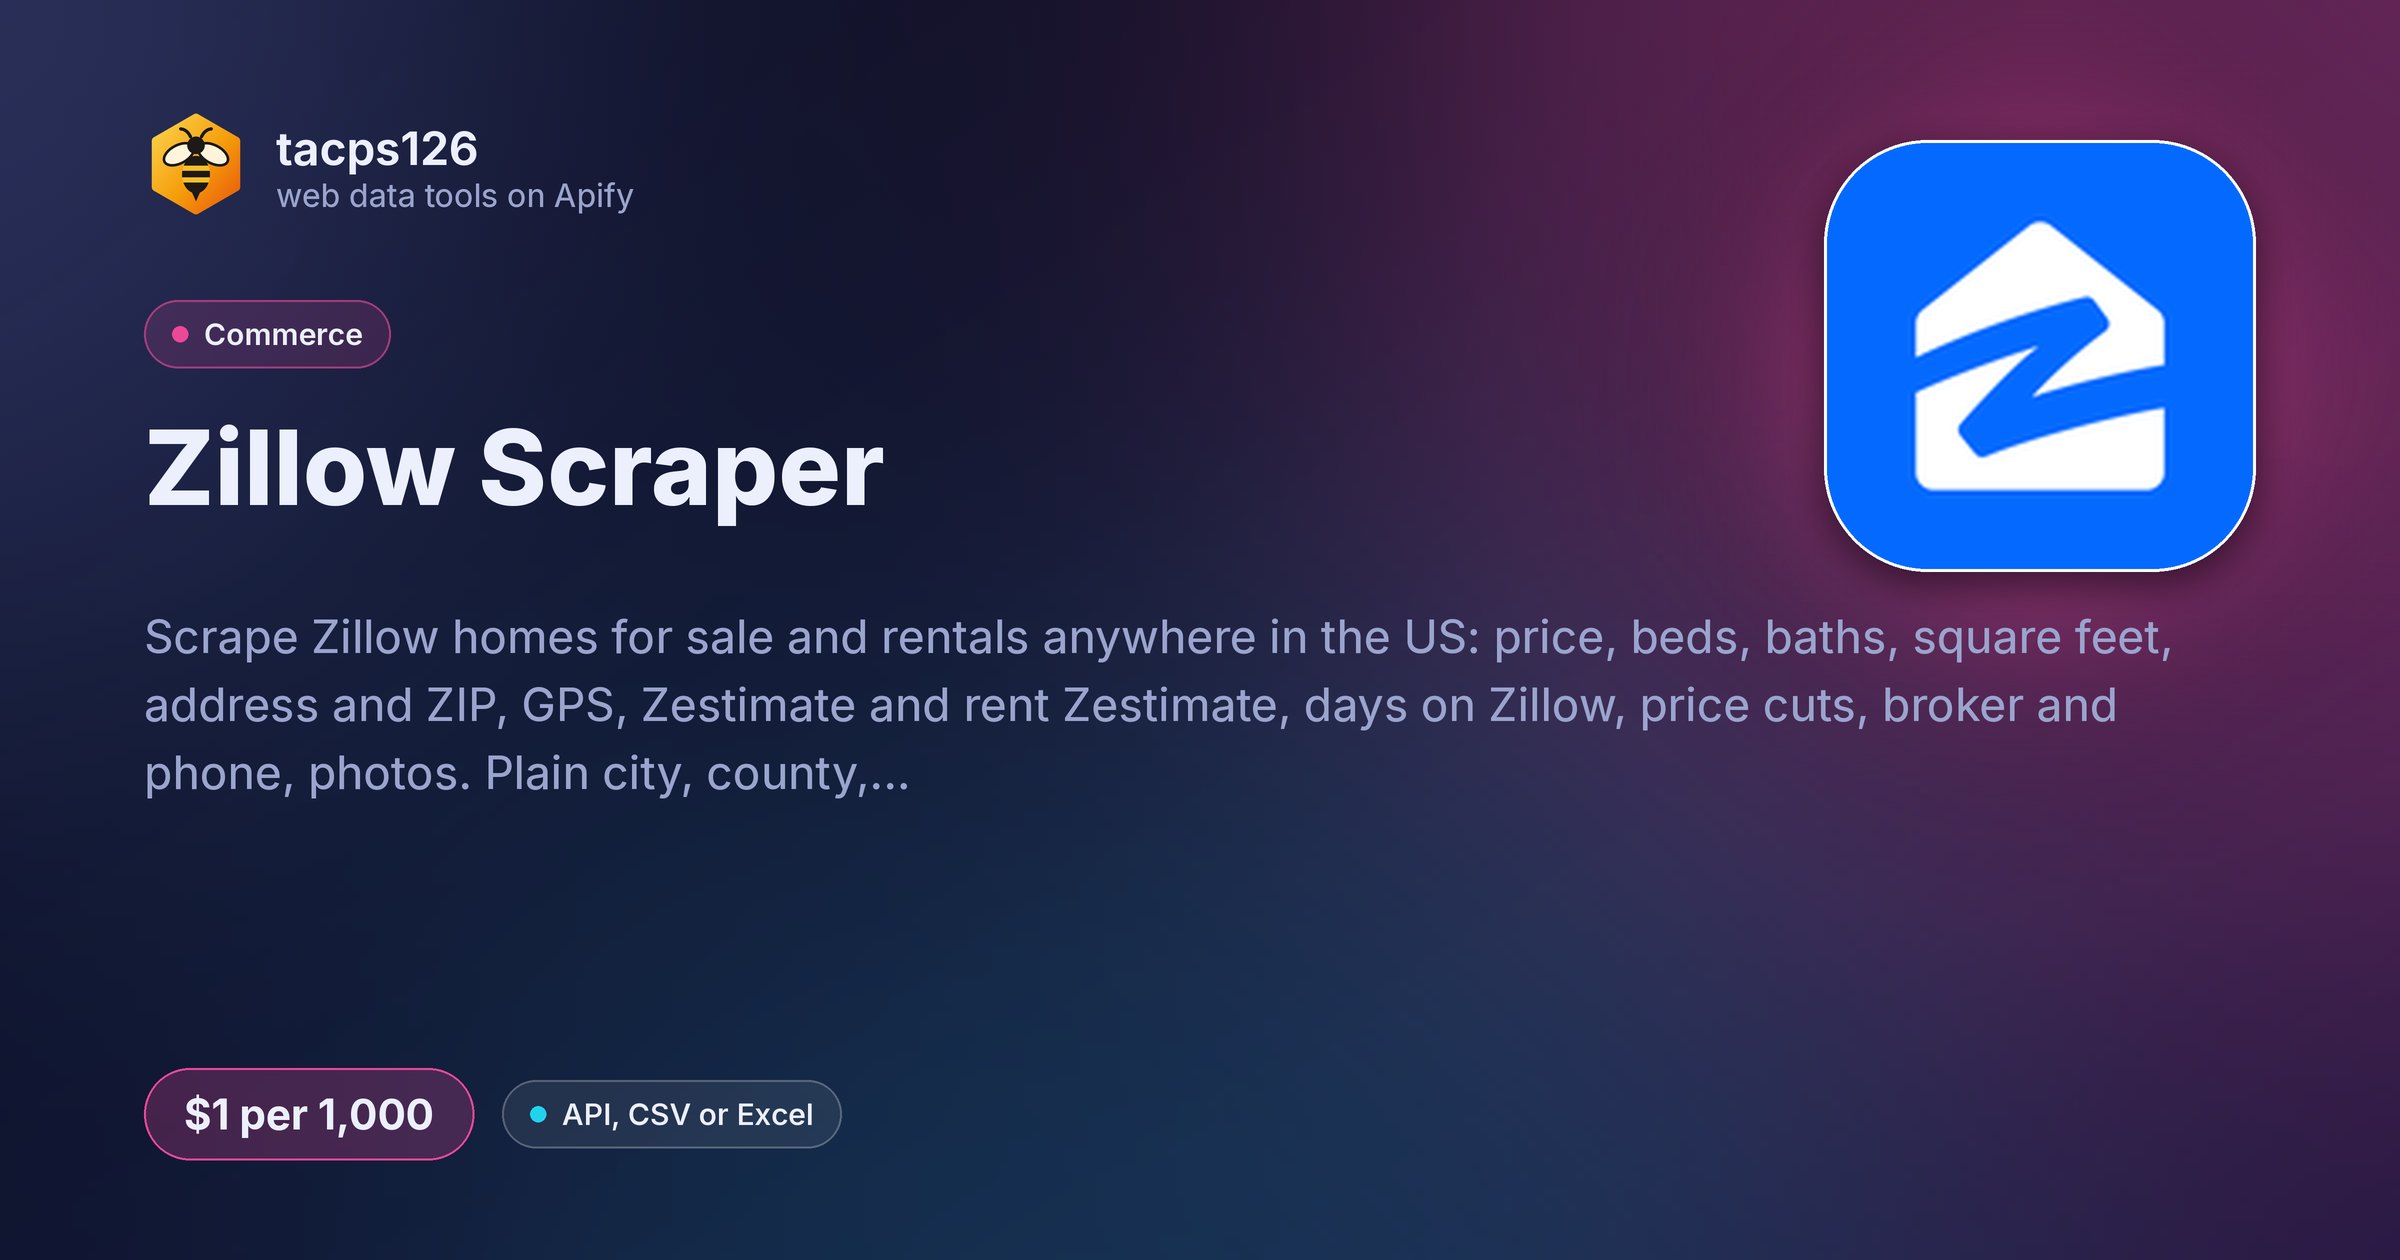 tacps126
web data tools on Apify
Commerce
Zillow Scraper
Scrape Zillow homes for sale and rentals anywhere in the US: price, beds, baths, square feet,
address and ZIP, GPS, Zestimate and rent Zestimate, days on Zillow, price cuts, broker and
phone, photos. Plain city, county,...
$1 per 1,000
API, CSV or Excel